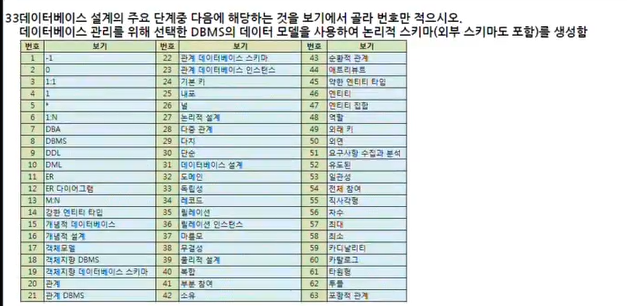 33데이터베이스 설계의 주요 단계중 다음에 해당하는 것을 보기에서 골라 번호만 적으시오.
데이터베이스 관리를 위해 선택한 DBMS의 데이터 모델을 사용하여 논리적 스키마(외부 스키마도 포함)를 생성함
번호 보기 번호 보기 번호 보기
1 -1 22 관계 데이터베이스 스키마 43 순환적 관계
2 0 23 관계 데이터베이스 인스턴스 44 애트리뷰트
3 1:1 24 기본 키 45 약한 엔티티 타입
4 1 25 내포 46 엔티티
5 * 26 널 47 엔티티 집합
6 1:N 27 논리적 설계 48 역할
7 DBA 28 다중 관계 49 외래 키
8 DBMS 29 다치 50 외연
9 DDL 30 단순 51 요구사항 수집과 분석
10 DML 31 데이터베이스 설계 52 유도된
11 ER 32 도메인 53 일관성
12 ER 다이어그램 33 독립성 54 전체 참여
13 M:N 34 레코드 55 직사각형
14 강한 엔티티 타입 35 릴레이션 56 차수
15 개념적 데이터베이스 36 릴레이션 인스턴스 57 최대
16 개념적 설계 37 마름모 58 최소
17 객체모델 38 무결성 59 카디날리티
18 객체지향 DBMS 39 물리적 설계 60 카탈로그
19 객체지향 데이터베이스 스키마 40 복합 61 타원형
20 관계 41 부분 참여 62 투플
21 관계 DBMS 42 소유 63 포함적 관계